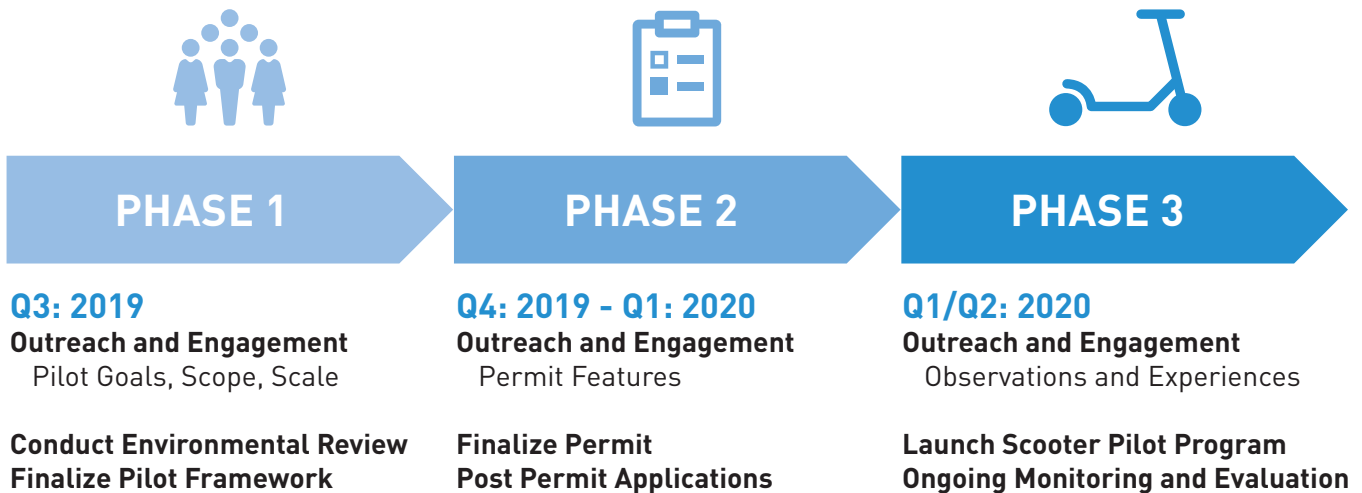 PHASE 1
PHASE 2
PHASE 3
Q3: 2019
Outreach and Engagement
Pilot Goals, Scope, Scale
Conduct Environmental Review
Finalize Pilot Framework
Q4: 2019 - Q1: 2020
Outreach and Engagement
Permit Features
Finalize Permit
Post Permit Applications
Q1/Q2: 2020
Outreach and Engagement
Observations and Experiences
Launch Scooter Pilot Program
Ongoing Monitoring and Evaluation